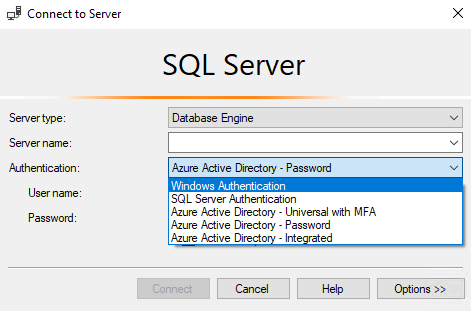 Connect to Server
SQL Server
Server type: Database Engine
Server name:
Authentication: Azure Active Directory - Password
Windows Authentication
SQL Server Authentication
Azure Active Directory - Universal with MFA
User name:
Azure Active Directory - Password
Password:
Azure Active Directory - Integrated
Connect Cancel Help Options >>